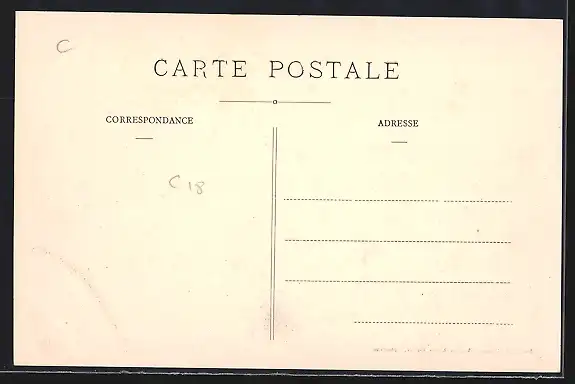 C
CARTE POSTALE
CORRESPONDANCE
ADRESSE
C 18